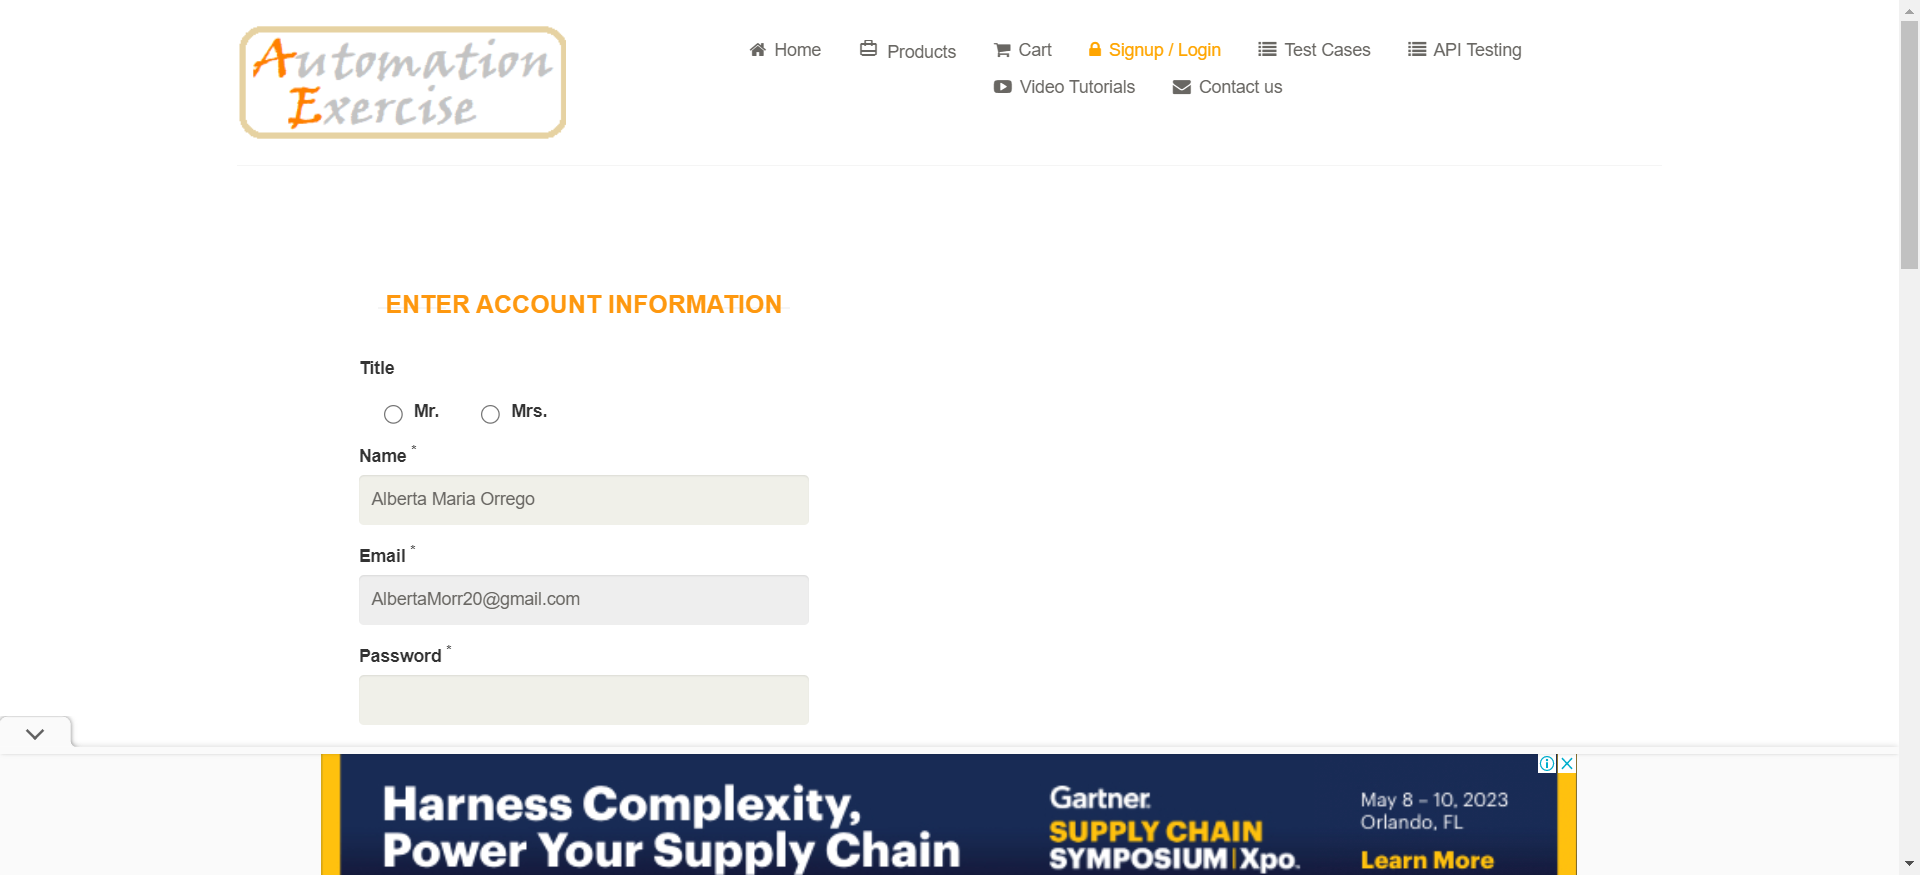 Automation
Exercise
Home
Products
Cart
Signup / Login
Test Cases
API Testing
Video Tutorials
Contact us
ENTER ACCOUNT INFORMATION
Title
Mr.
Mrs.
Name *
Alberta Maria Orrego
Email *
AlbertaMorr20@gmail.com
Password *
Harness Complexity,
Power Your Supply Chain
Gartner
SUPPLY CHAIN
SYMPOSIUM | Xpo.
May 8 – 10, 2023
Orlando, FL
Learn More